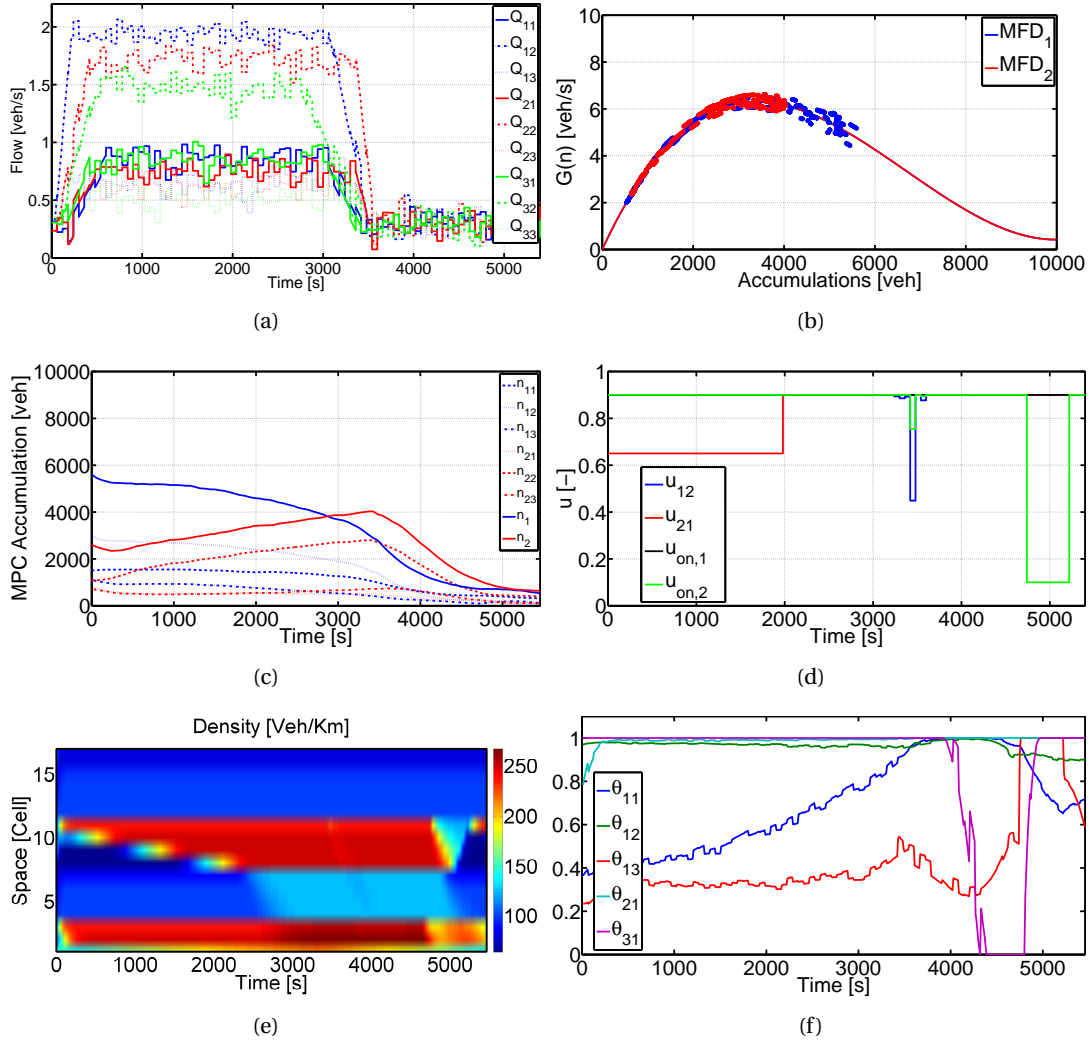 2
1.5
1
0.5
0
Flow [veh/s]
0 1000 2000 3000 4000 5000
Time [s]
Q11
Q12
Q13
Q21
Q22
Q23
Q31
Q32
Q33
(a)
10
8
6
4
2
0
G(n) [veh/s]
0 2000 4000 6000 8000 10000
Accumulations [veh]
MFD1
MFD2
(b)
10000
8000
6000
4000
2000
0
MPC Accumulation [veh]
0 1000 2000 3000 4000 5000
Time [s]
n11
n12
n13
n21
n22
n23
n1
n2
(c)
1
0.8
0.6
0.4
0.2
0
u [−]
0 1000 2000 3000 4000 5000
Time [s]
u12
u21
uon,1
uon,2
(d)
Density [Veh/Km]
15
10
5
Space [Cell]
0 1000 2000 3000 4000 5000
Time [s]
250
200
150
100
(e)
1
0.8
0.6
0.4
0.2
0
0 1000 2000 3000 4000 5000
Time [s]
θ11
θ12
θ13
θ21
θ31
(f)